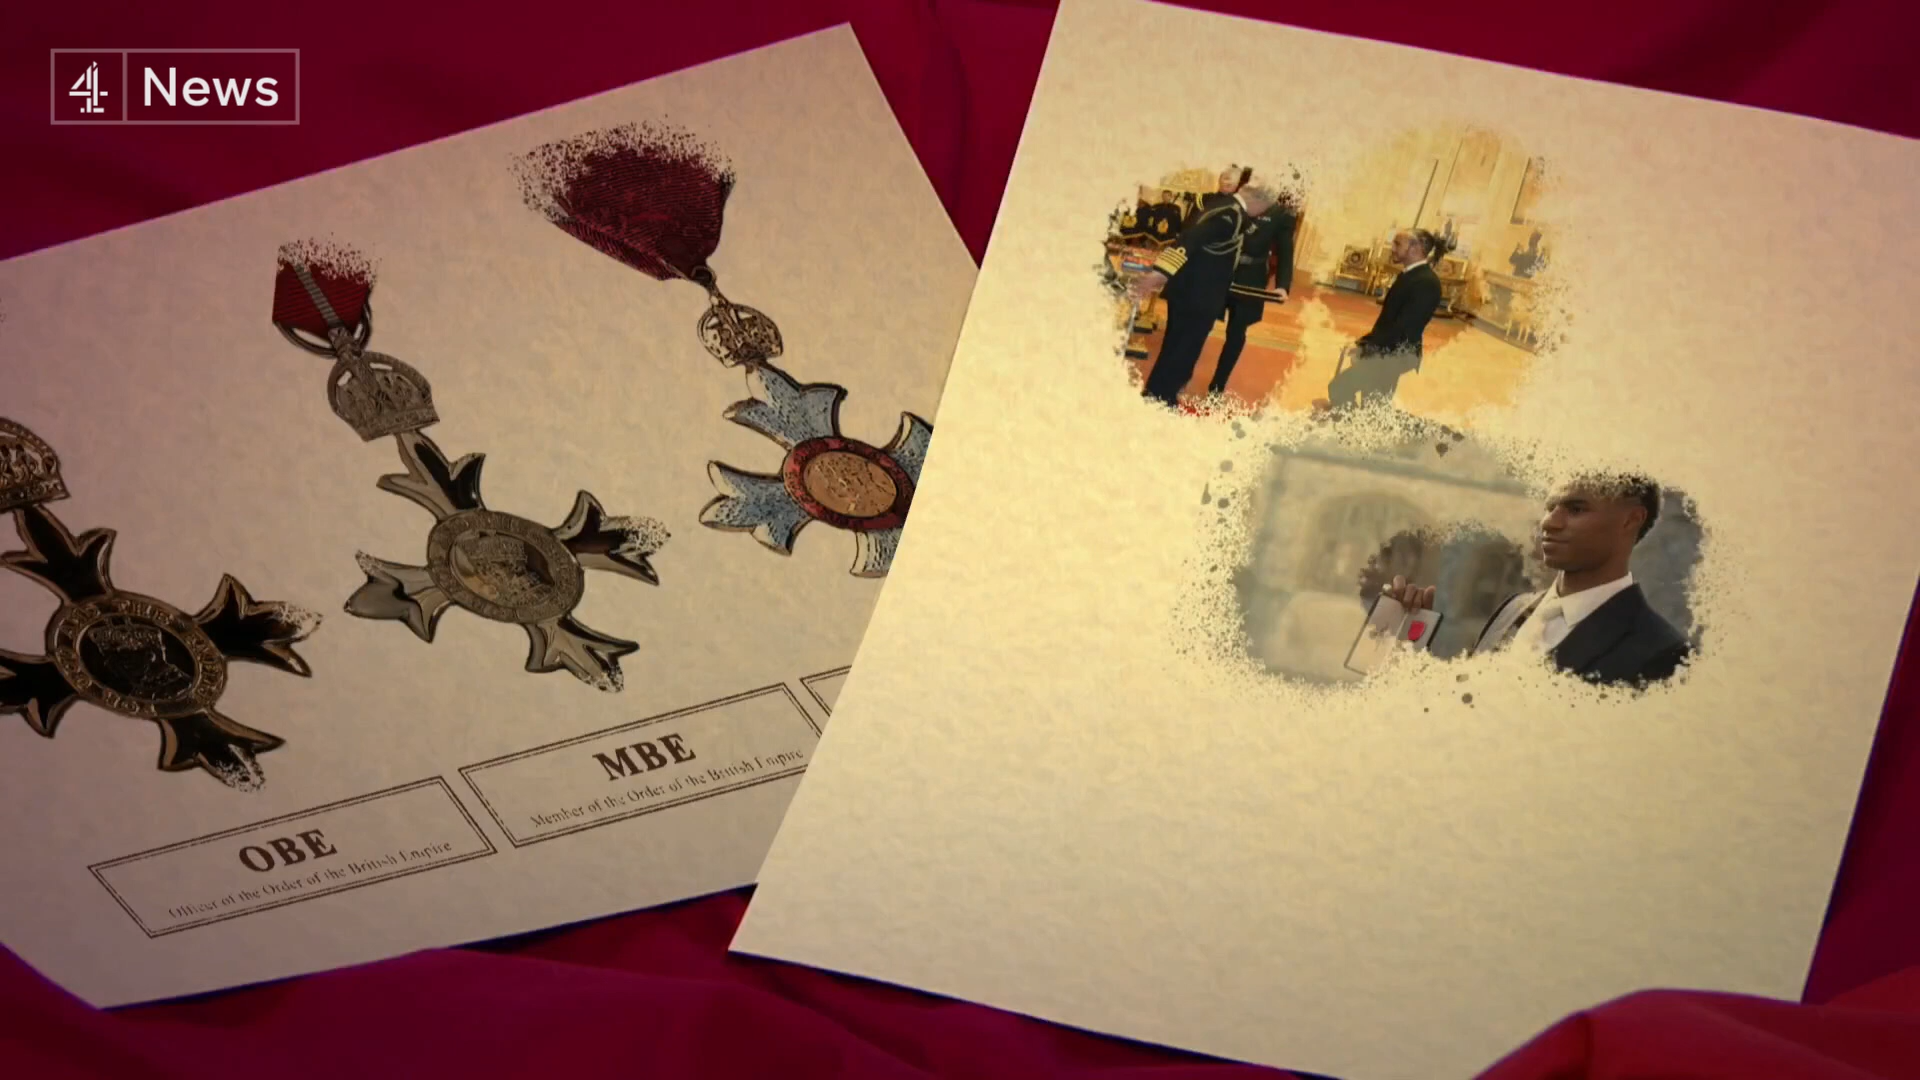 4 News
OBE
Officer of the Order of the British Empire
MBE
Member of the Order of the British Empire